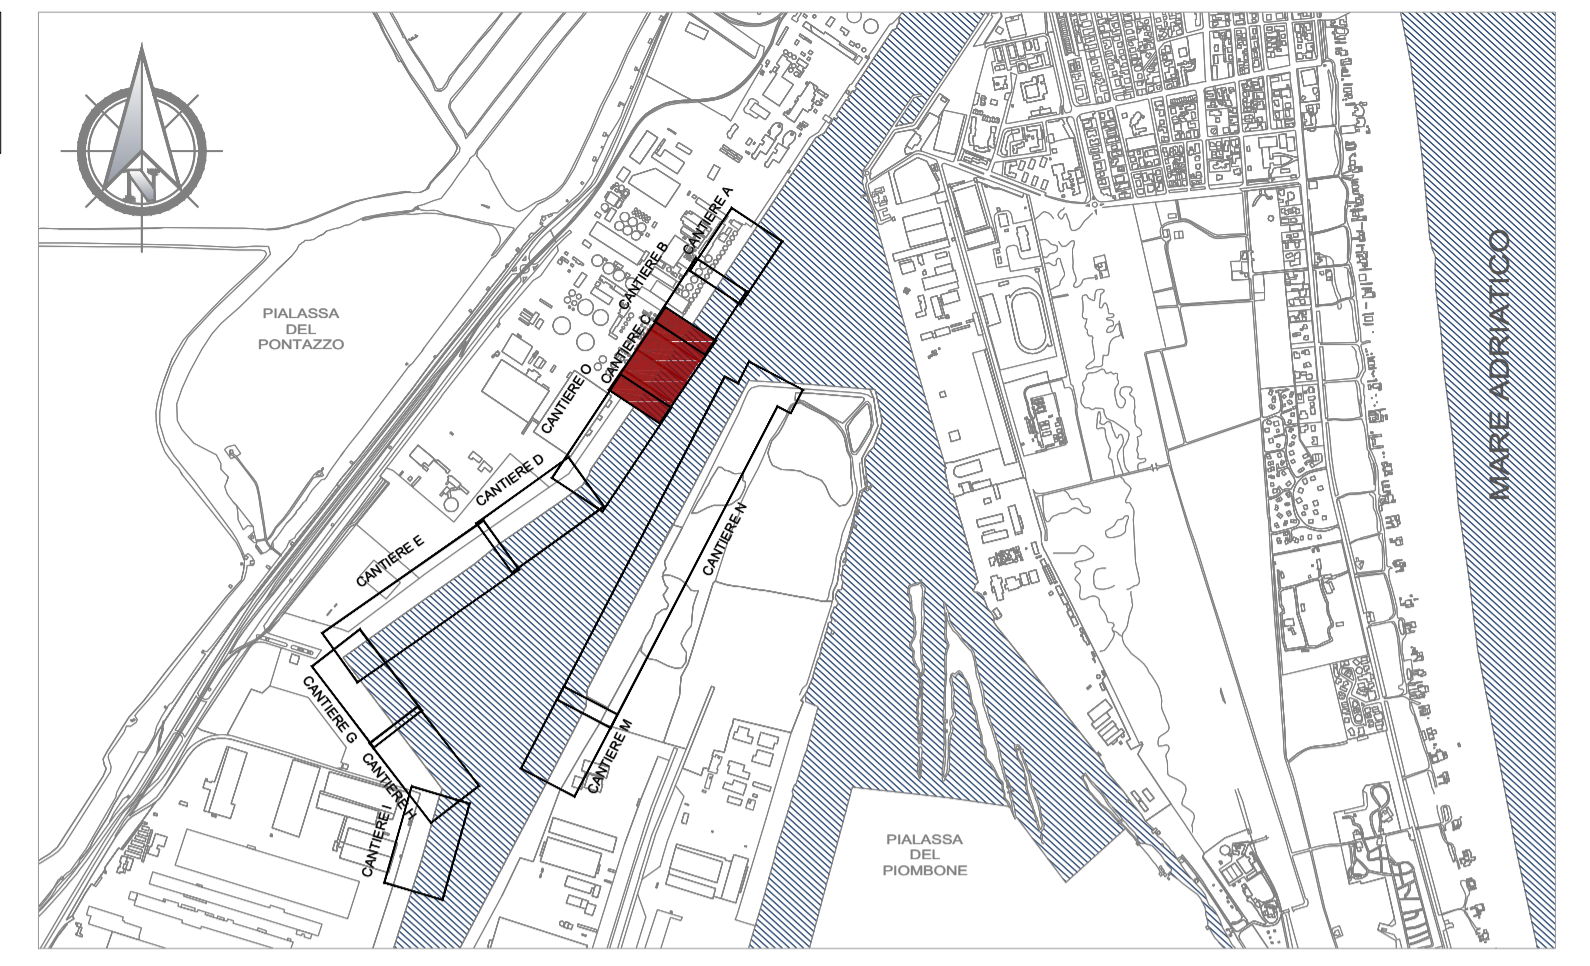 N
CANTIERE A
CANTIERE B
PIALASSA
DEL
PONTAZZO
CANTIERE C
CANTIERE O
MARE ADRIATICO
CANTIERE D
CANTIERE E
CANTIERE N
CANTIERE G
CANTIERE M
CANTIERE H
CANTIERE I
PIALASSA
DEL
PIOMBONE